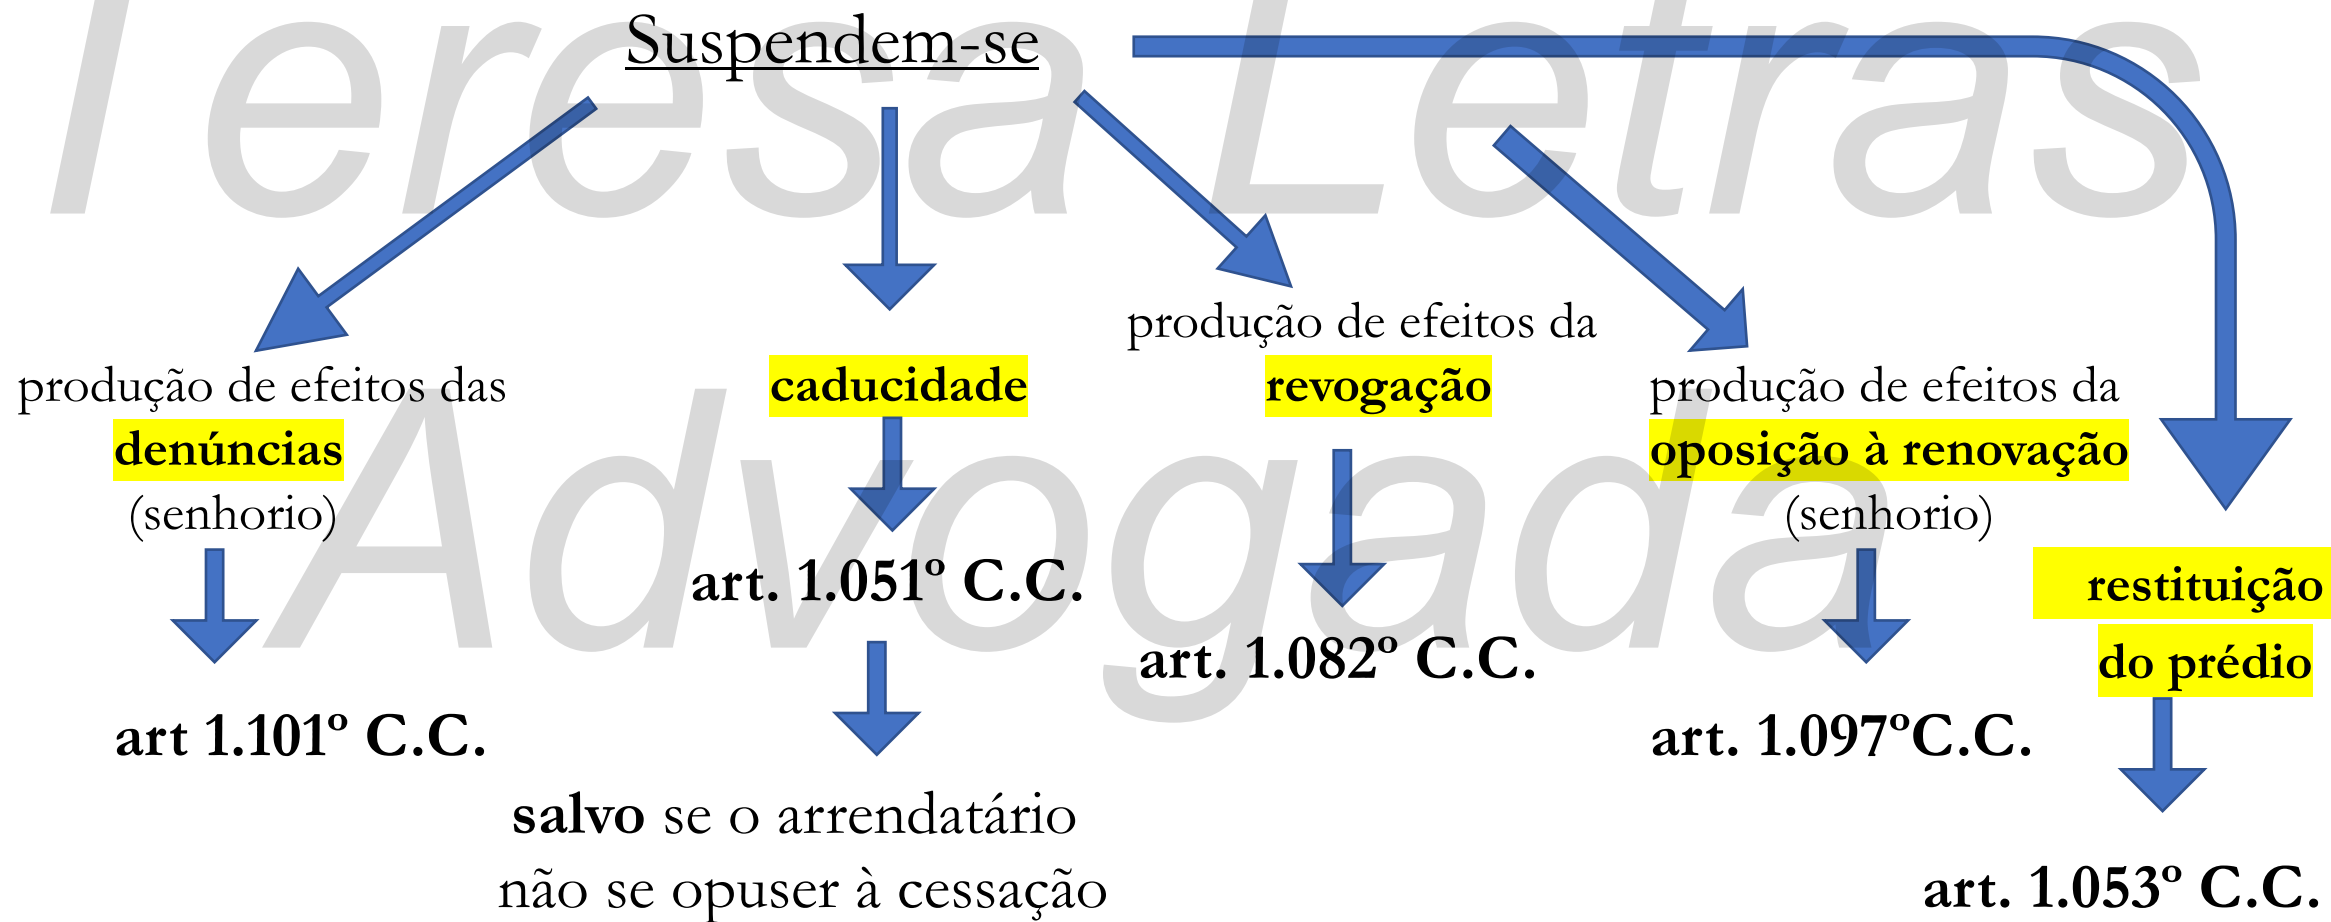 Teresa Letras
Advogada
Suspendem-se
produção de efeitos das
denúncias
(senhorio)
art 1.101º C.C.
caducidade
art. 1.051º C.C.
salvo se o arrendatário
não se opuser à cessação
produção de efeitos da
revogação
art. 1.082º C.C.
produção de efeitos da
oposição à renovação
(senhorio)
art. 1.097ºC.C.
restituição
do prédio
art. 1.053º C.C.